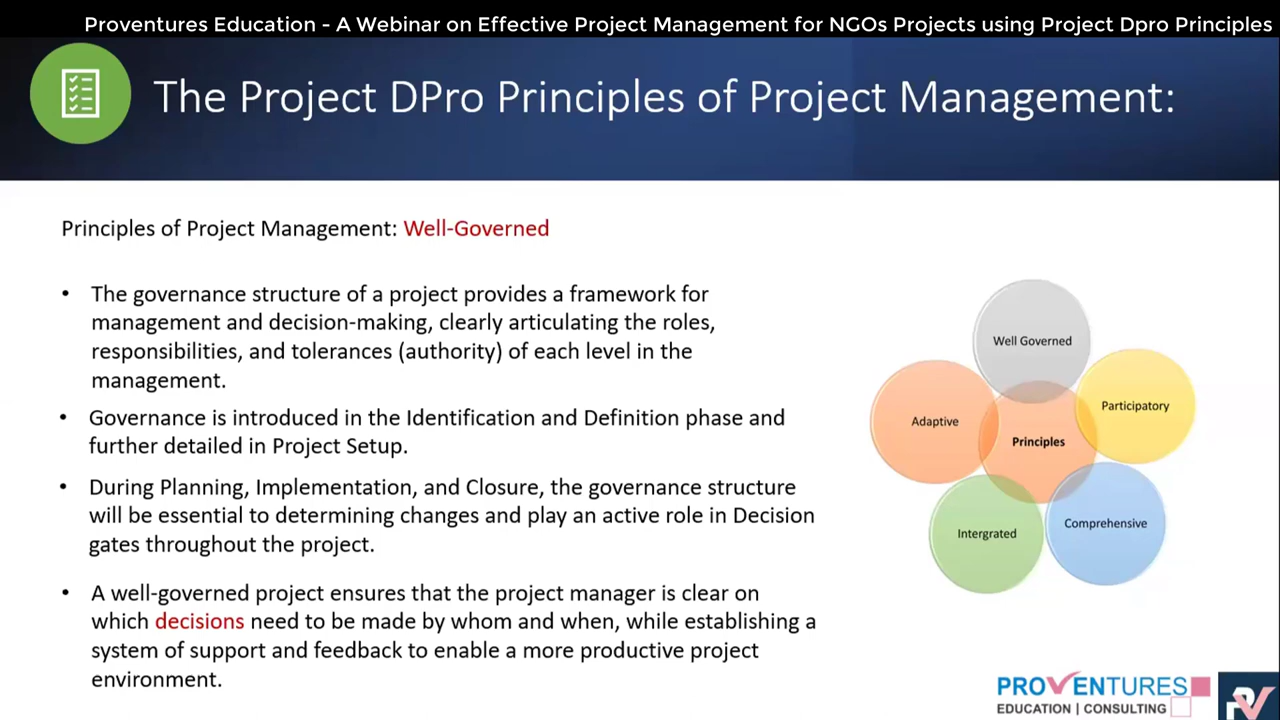 Proventures Education - A Webinar on Effective Project Management for NGOs Projects using Project Dpro Principles
The Project DPro Principles of Project Management:
Principles of Project Management: Well-Governed
• The governance structure of a project provides a framework for
management and decision-making, clearly articulating the roles,
responsibilities, and tolerances (authority) of each level in the
management.
• Governance is introduced in the Identification and Definition phase and
further detailed in Project Setup.
• During Planning, Implementation, and Closure, the governance structure
will be essential to determining changes and play an active role in Decision
gates throughout the project.
• A well-governed project ensures that the project manager is clear on
which decisions need to be made by whom and when, while establishing a
system of support and feedback to enable a more productive project
environment.
Well Governed
Participatory
Adaptive
Principles
Comprehensive
Intergrated
PROVENTURES
EDUCATION | CONSULTING
PV